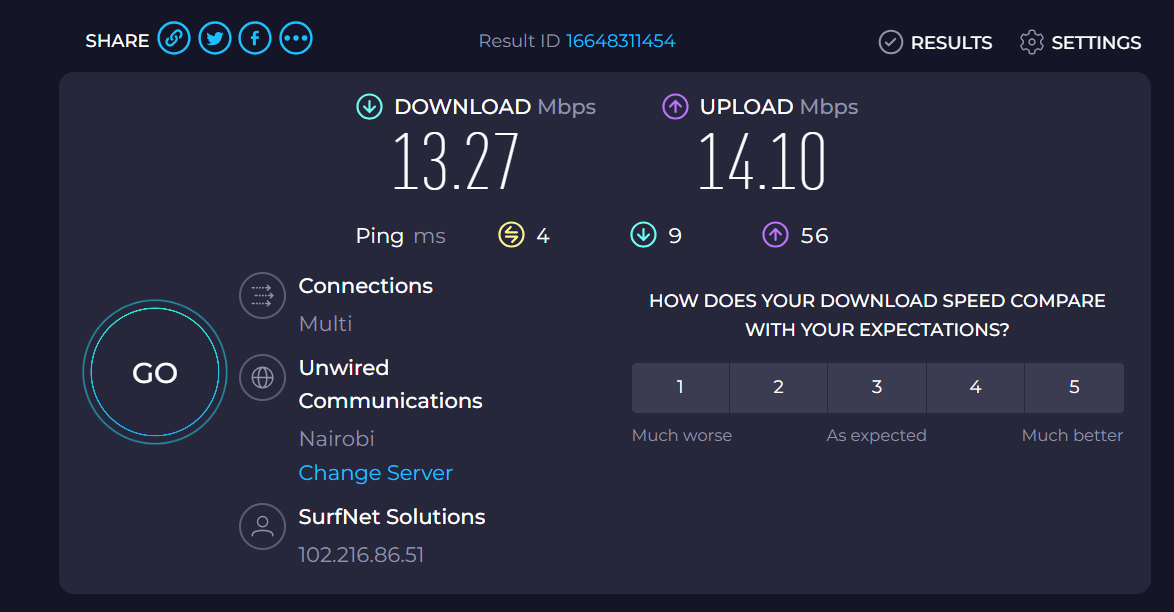 SHARE
Result ID 16648311454
RESULTS
SETTINGS
DOWNLOAD Mbps
13.27
UPLOAD Mbps
14.10
Ping ms 4 9 56
GO
Connections
Multi
Unwired
Communications
Nairobi
Change Server
SurfNet Solutions
102.216.86.51
HOW DOES YOUR DOWNLOAD SPEED COMPARE
WITH YOUR EXPECTATIONS?
1 2 3 4 5
Much worse As expected Much better